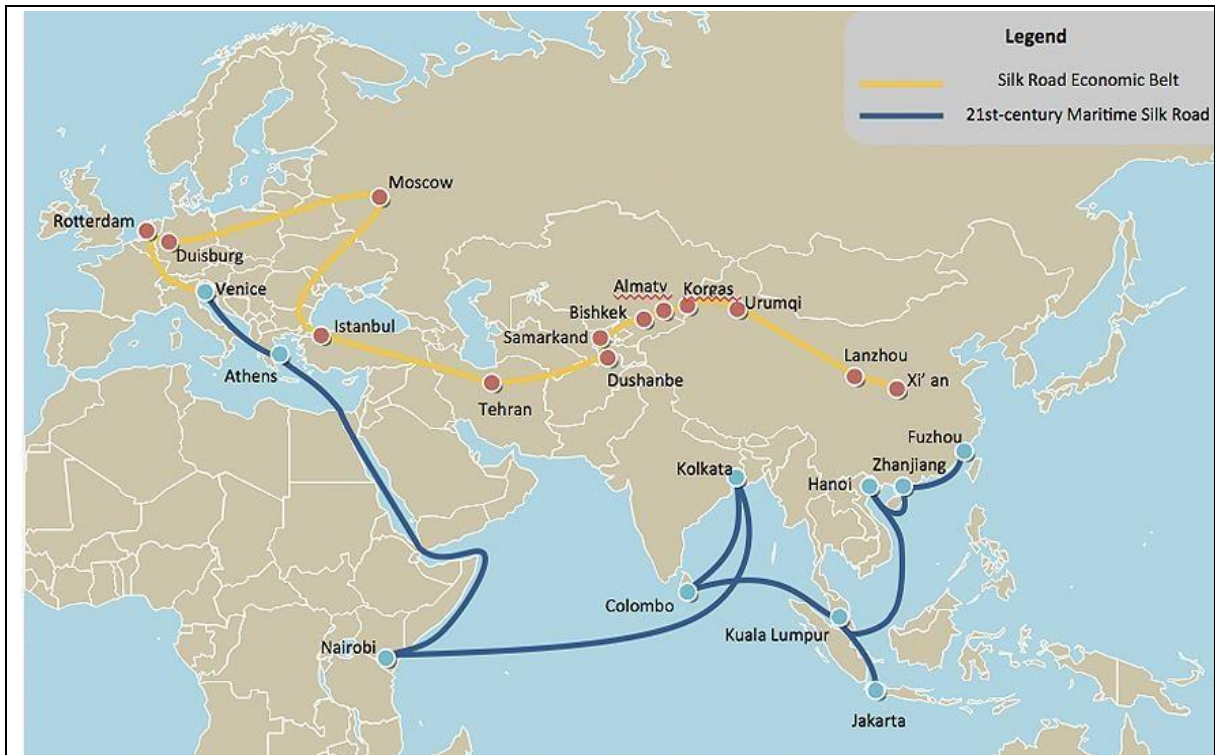 Legend
Silk Road Economic Belt
21st-century Maritime Silk Road
Moscow
Rotterdam
Duisburg
Venice
Almatv
Korgas
Urumqi
Bishkek
Istanbul
Samarkand
Athens
Dushanbe
Lanzhou
Xi' an
Tehran
Fuzhou
Kolkata
Zhanjiang
Hanoi
Colombo
Kuala Lumpur
Nairobi
Jakarta